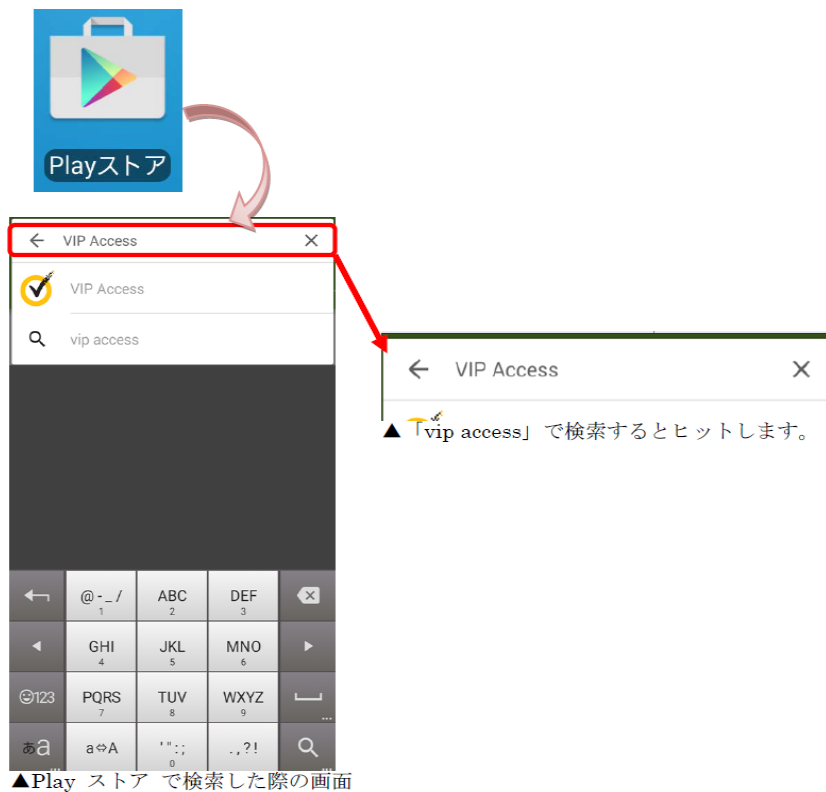 Playストア
VIP Access
VIP Access
vip access
VIP Access
▲「vip access」で検索するとヒットします。
@-_/
1
ABC
2
DEF
3
GHI
4
JKL
5
MNO
6
☺123
PQRS
7
TUV
8
WXYZ
9
...
あa
...
a⇔A
'":;
0
.,?!
...
▲Play ストア で検索した際の画面